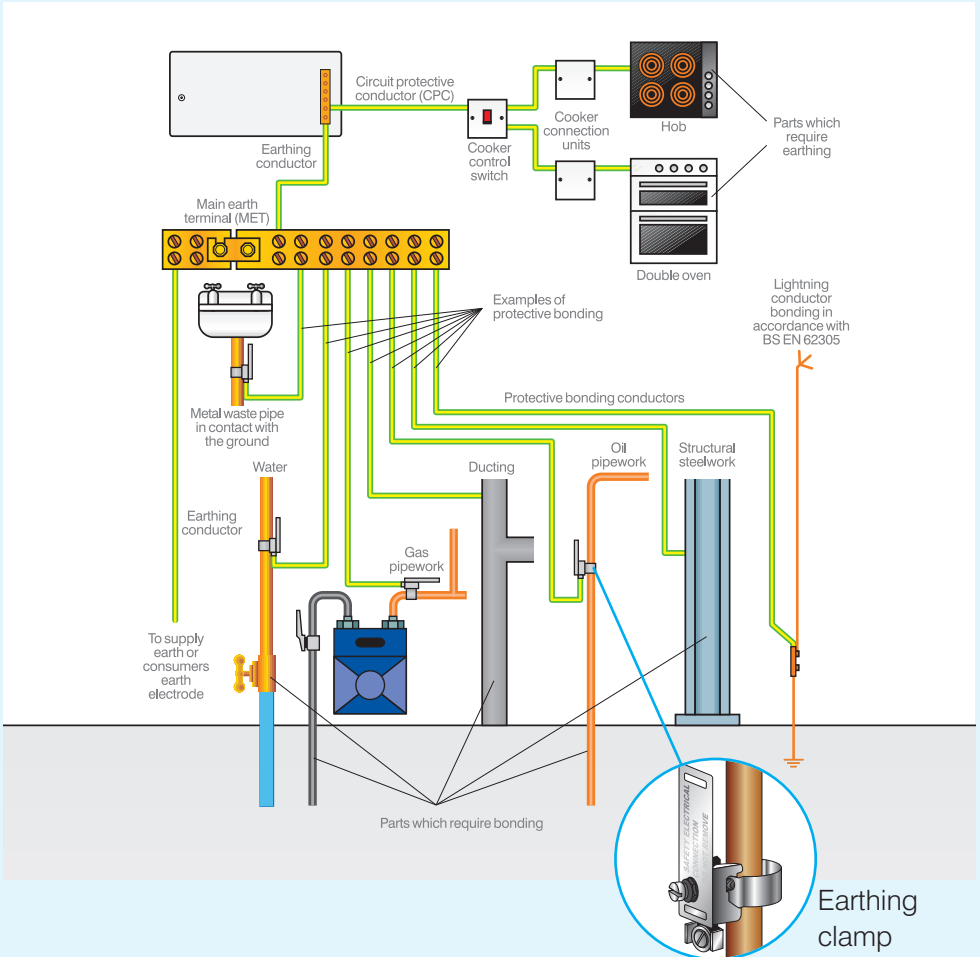 Circuit protective
conductor (CPC)
Earthing
conductor
Cooker
control
switch
Cooker
connection
units
Hob
Parts which
require
earthing
Main earth
terminal (MET)
Double oven
Examples of
protective bonding
Lightning
conductor
bonding in
accordance with
BS EN 62305
Metal waste pipe
in contact with
the ground
Protective bonding conductors
Water
Ducting
Oil
pipework
Structural
steelwork
Earthing
conductor
Gas
pipework
To supply
earth or
consumers
earth
electrode
Parts which require bonding
SAFETY ELECTRICAL
CONNECTION
NOT REMOVE
Earthing
clamp